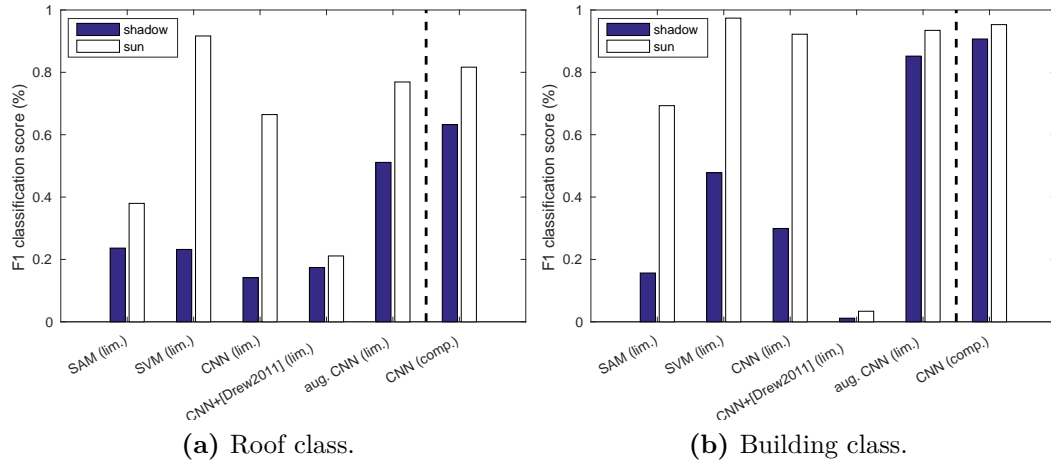 F1 classification score (%)
1
0.8
0.6
0.4
0.2
0
shadow
sun
SAM (lim.)
SVM (lim.)
CNN (lim.)
CNN+[Drew2011] (lim.)
aug. CNN (lim.)
CNN (comp.)
(a) Roof class.
F1 classification score (%)
1
0.8
0.6
0.4
0.2
0
shadow
sun
SAM (lim.)
SVM (lim.)
CNN (lim.)
CNN+[Drew2011] (lim.)
aug. CNN (lim.)
CNN (comp.)
(b) Building class.